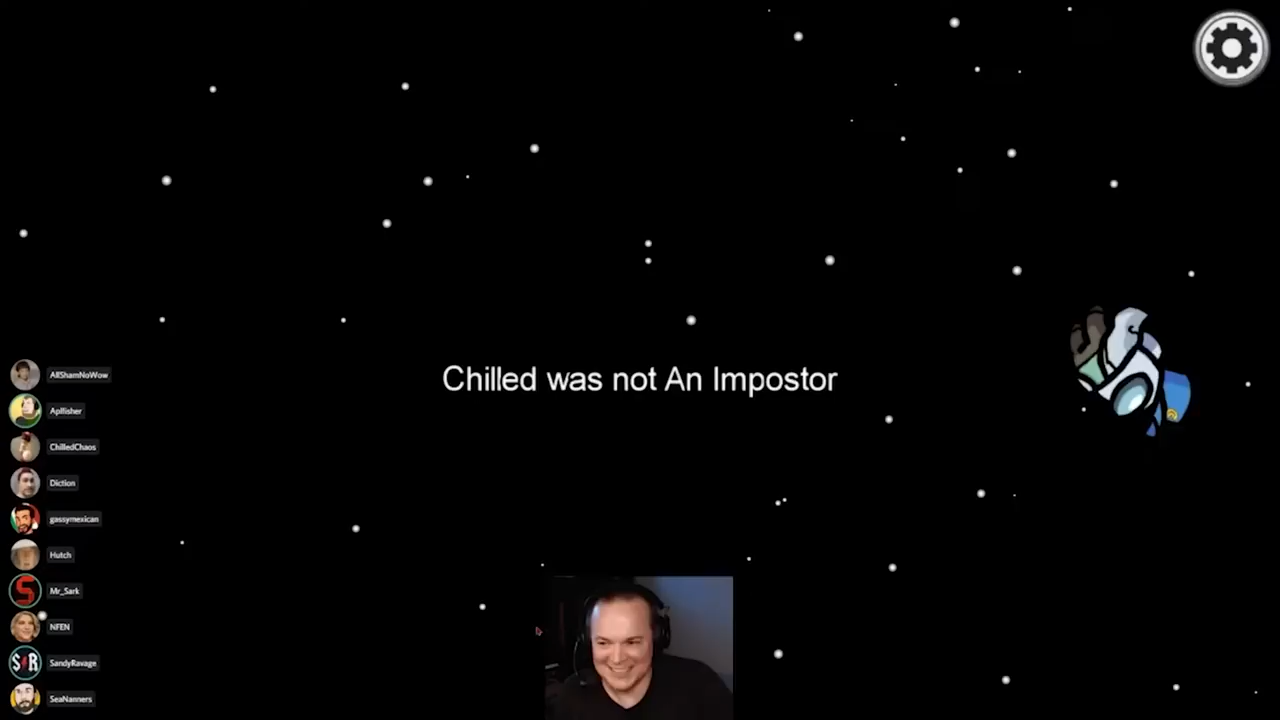 Chilled was not An Impostor
AllShamNoWow
Aplfisher
ChilledChaos
Diction
gassymexican
Hutch
Mr_Sark
NFEN
S R
SandyRavage
SeaNanners